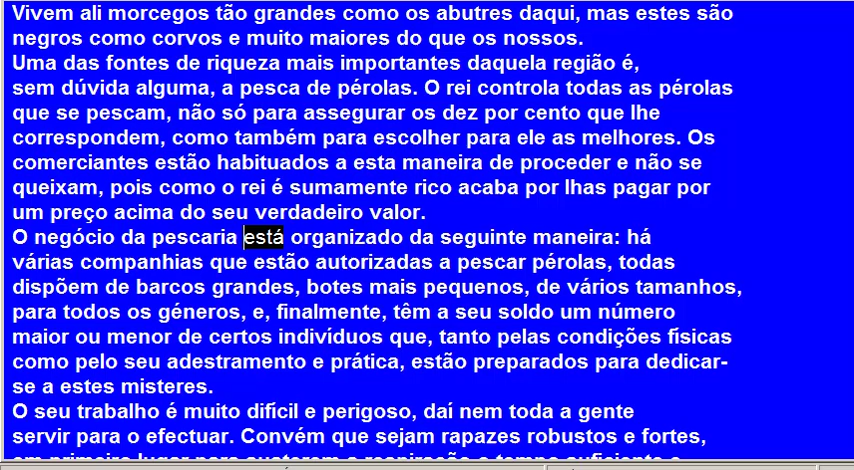 Vivem ali morcegos tão grandes como os abutres daqui, mas estes são
negros como corvos e muito maiores do que os nossos.
Uma das fontes de riqueza mais importantes daquela região é,
sem dúvida alguma, a pesca de pérolas. O rei controla todas as pérolas
que se pescam, não só para assegurar os dez por cento que lhe
correspondem, como também para escolher para ele as melhores. Os
comerciantes estão habituados a esta maneira de proceder e não se
queixam, pois como o rei é sumamente rico acaba por lhas pagar por
um preço acima do seu verdadeiro valor.
O negócio da pescaria está organizado da seguinte maneira: há
várias companhias que estão autorizadas a pescar pérolas, todas
dispõem de barcos grandes, botes mais pequenos, de vários tamanhos,
para todos os géneros, e, finalmente, têm a seu soldo um número
maior ou menor de certos indivíduos que, tanto pelas condições físicas
como pelo seu adestramento e prática, estão preparados para dedicar-
se a estes misteres.
O seu trabalho é muito difícil e perigoso, daí nem toda a gente
servir para o efectuar. Convém que sejam rapazes robustos e fortes,
em primeiro lugar para susterem a respiração o tempo suficiente e